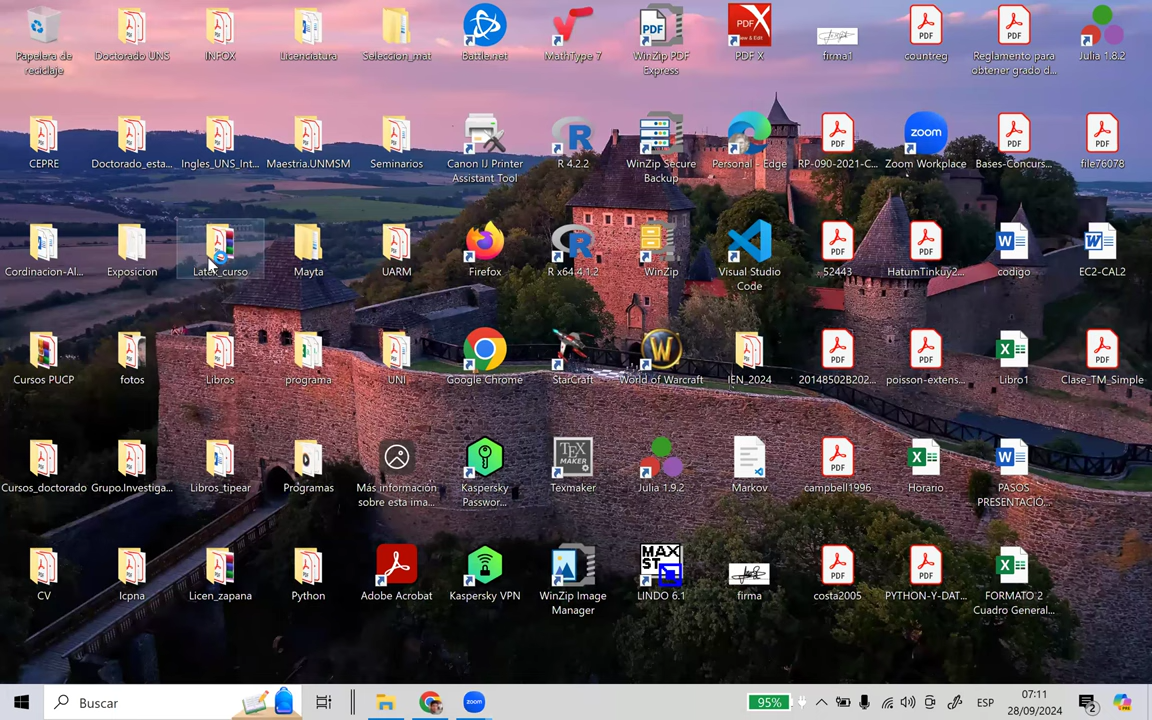 Papelera de
reciclaje
Doctorado UNS
INFOX
Licenciatura
Seleccion_mat
Battle.net
MathType 7
WinZip PDF
Express
PDF X
firma1
countreg
Reglamento para
obtener grado d...
Julia 1.8.2
CEPRE
Doctorado_esta...
Ingles_UNS_Int...
Maestria.UNMSM
Seminarios
Canon IJ Printer
Assistant Tool
R 4.2.2
WinZip Secure
Backup
Personal - Edge
RP-090-2021-C...
Zoom Workplace
Bases-Concurs...
file76078
Cordinacion-Al...
Exposicion
Latex_curso
Mayta
UARM
Firefox
R x64 4.1.2
WinZip
Visual Studio
Code
52443
HatumTinkuy2...
codigo
EC2-CAL2
Cursos PUCP
fotos
Libros
programa
UNI
Google Chrome
StarCraft
World of Warcraft
IEN_2024
20148502B202...
poisson-extens...
Libro1
Clase_TM_Simple
Cursos_doctorado
Grupo.Investiga...
Libros_tipear
Programas
Más información
sobre esta ima...
Kaspersky
Passwor...
Texmaker
Julia 1.9.2
Markov
campbell1996
Horario
PASOS
PRESENTACIÓ...
CV
Icpna
Licen_zapana
Python
Adobe Acrobat
Kaspersky VPN
WinZip Image
Manager
LINDO 6.1
firma
costa2005
PYTHON-Y-DAT...
FORMATO 2
Cuadro General...
Buscar
95%
ESP
07:11
28/09/2024
2